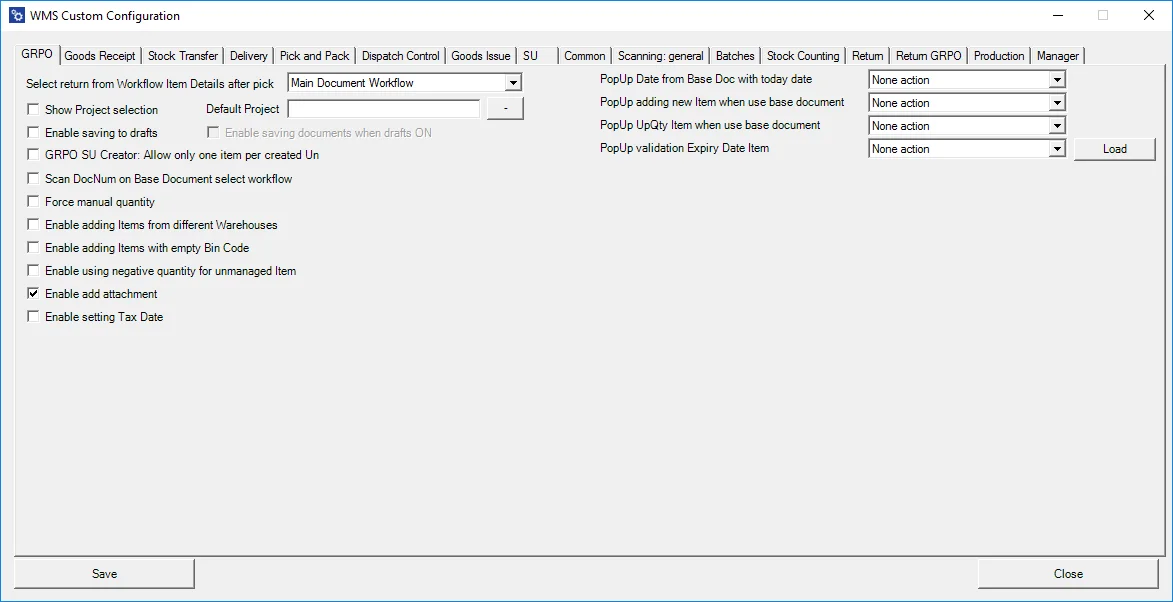 WMS Custom Configuration
GRPO Goods Receipt Stock Transfer Delivery Pick and Pack Dispatch Control Goods Issue SU Common Scanning: general Batches Stock Counting Return Return GRPO Production Manager
Select return from Workflow Item Details after pick Main Document Workflow
Show Project selection Default Project -
Enable saving to drafts Enable saving documents when drafts ON
GRPO SU Creator: Allow only one item per created Un
Scan DocNum on Base Document select workflow
Force manual quantity
Enable adding Items from different Warehouses
Enable adding Items with empty Bin Code
Enable using negative quantity for unmanaged Item
Enable add attachment
Enable setting Tax Date
PopUp Date from Base Doc with today date None action
PopUp adding new Item when use base document None action
PopUp UpQty Item when use base document None action
PopUp validation Expiry Date Item None action Load
Save Close